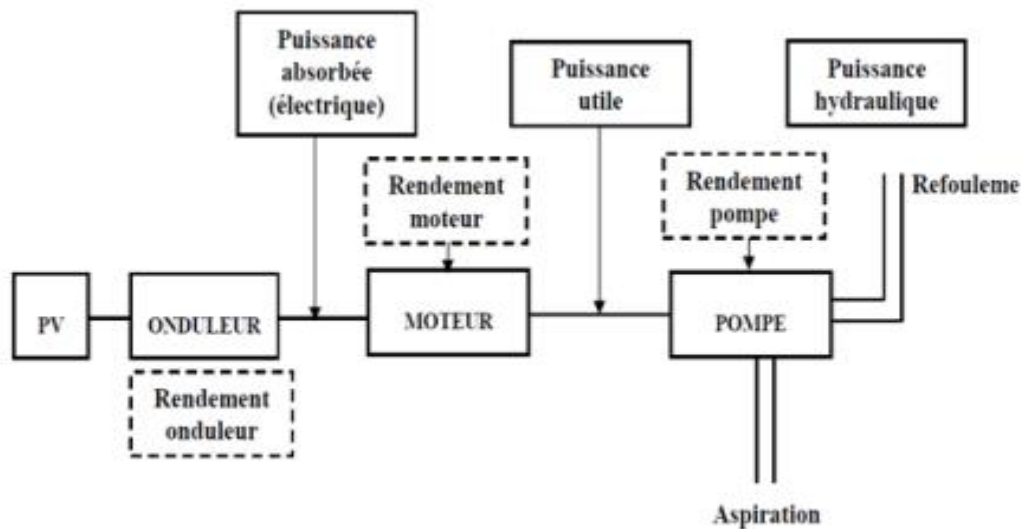 Puissance
absorbée
(électrique)
Puissance
utile
Puissance
hydraulique
Rendement
moteur
Rendement
pompe
Refouleme
PV
ONDULEUR
MOTEUR
POMPE
Rendement
onduleur
Aspiration